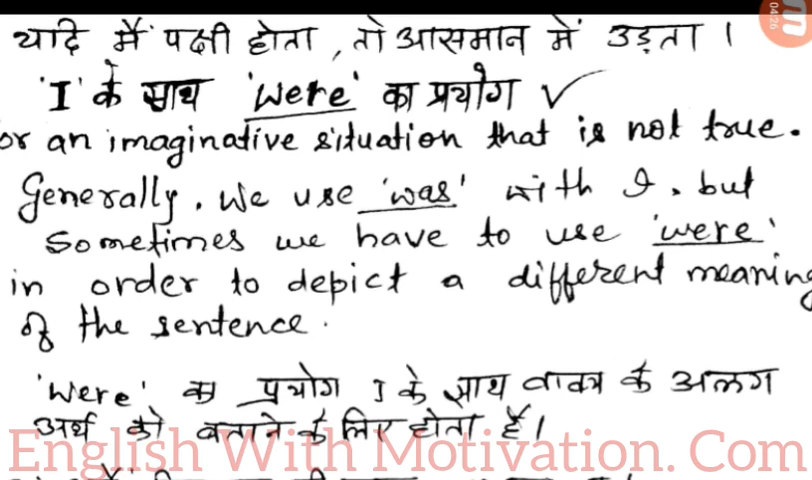 यदि मैं पक्षी होता, तो आसमान में उड़ता।
'I' के साथ 'were' का प्रयोग ✓
or an imaginative situation that is not true.
Generally, we use 'was' with I, but
sometimes we have to use 'were'
in order to depict a different meaning
of the sentence.
'were' का प्रयोग I के साथ वाक्य के अलग
अर्थ को बताने के लिए होता है।
English With Motivation. Com